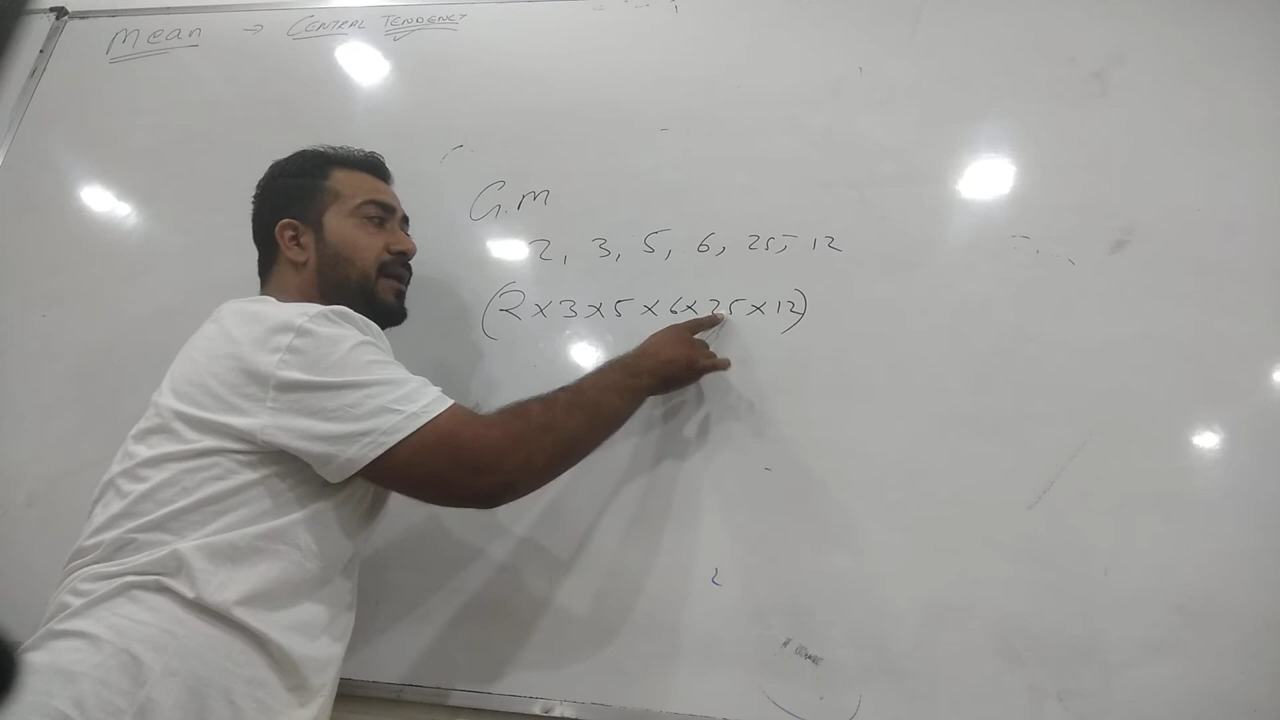 Mean → CENTRAL TENDENCY
G.M
2, 3, 5, 6, 25, 12
(2×3×5×6×25×12)